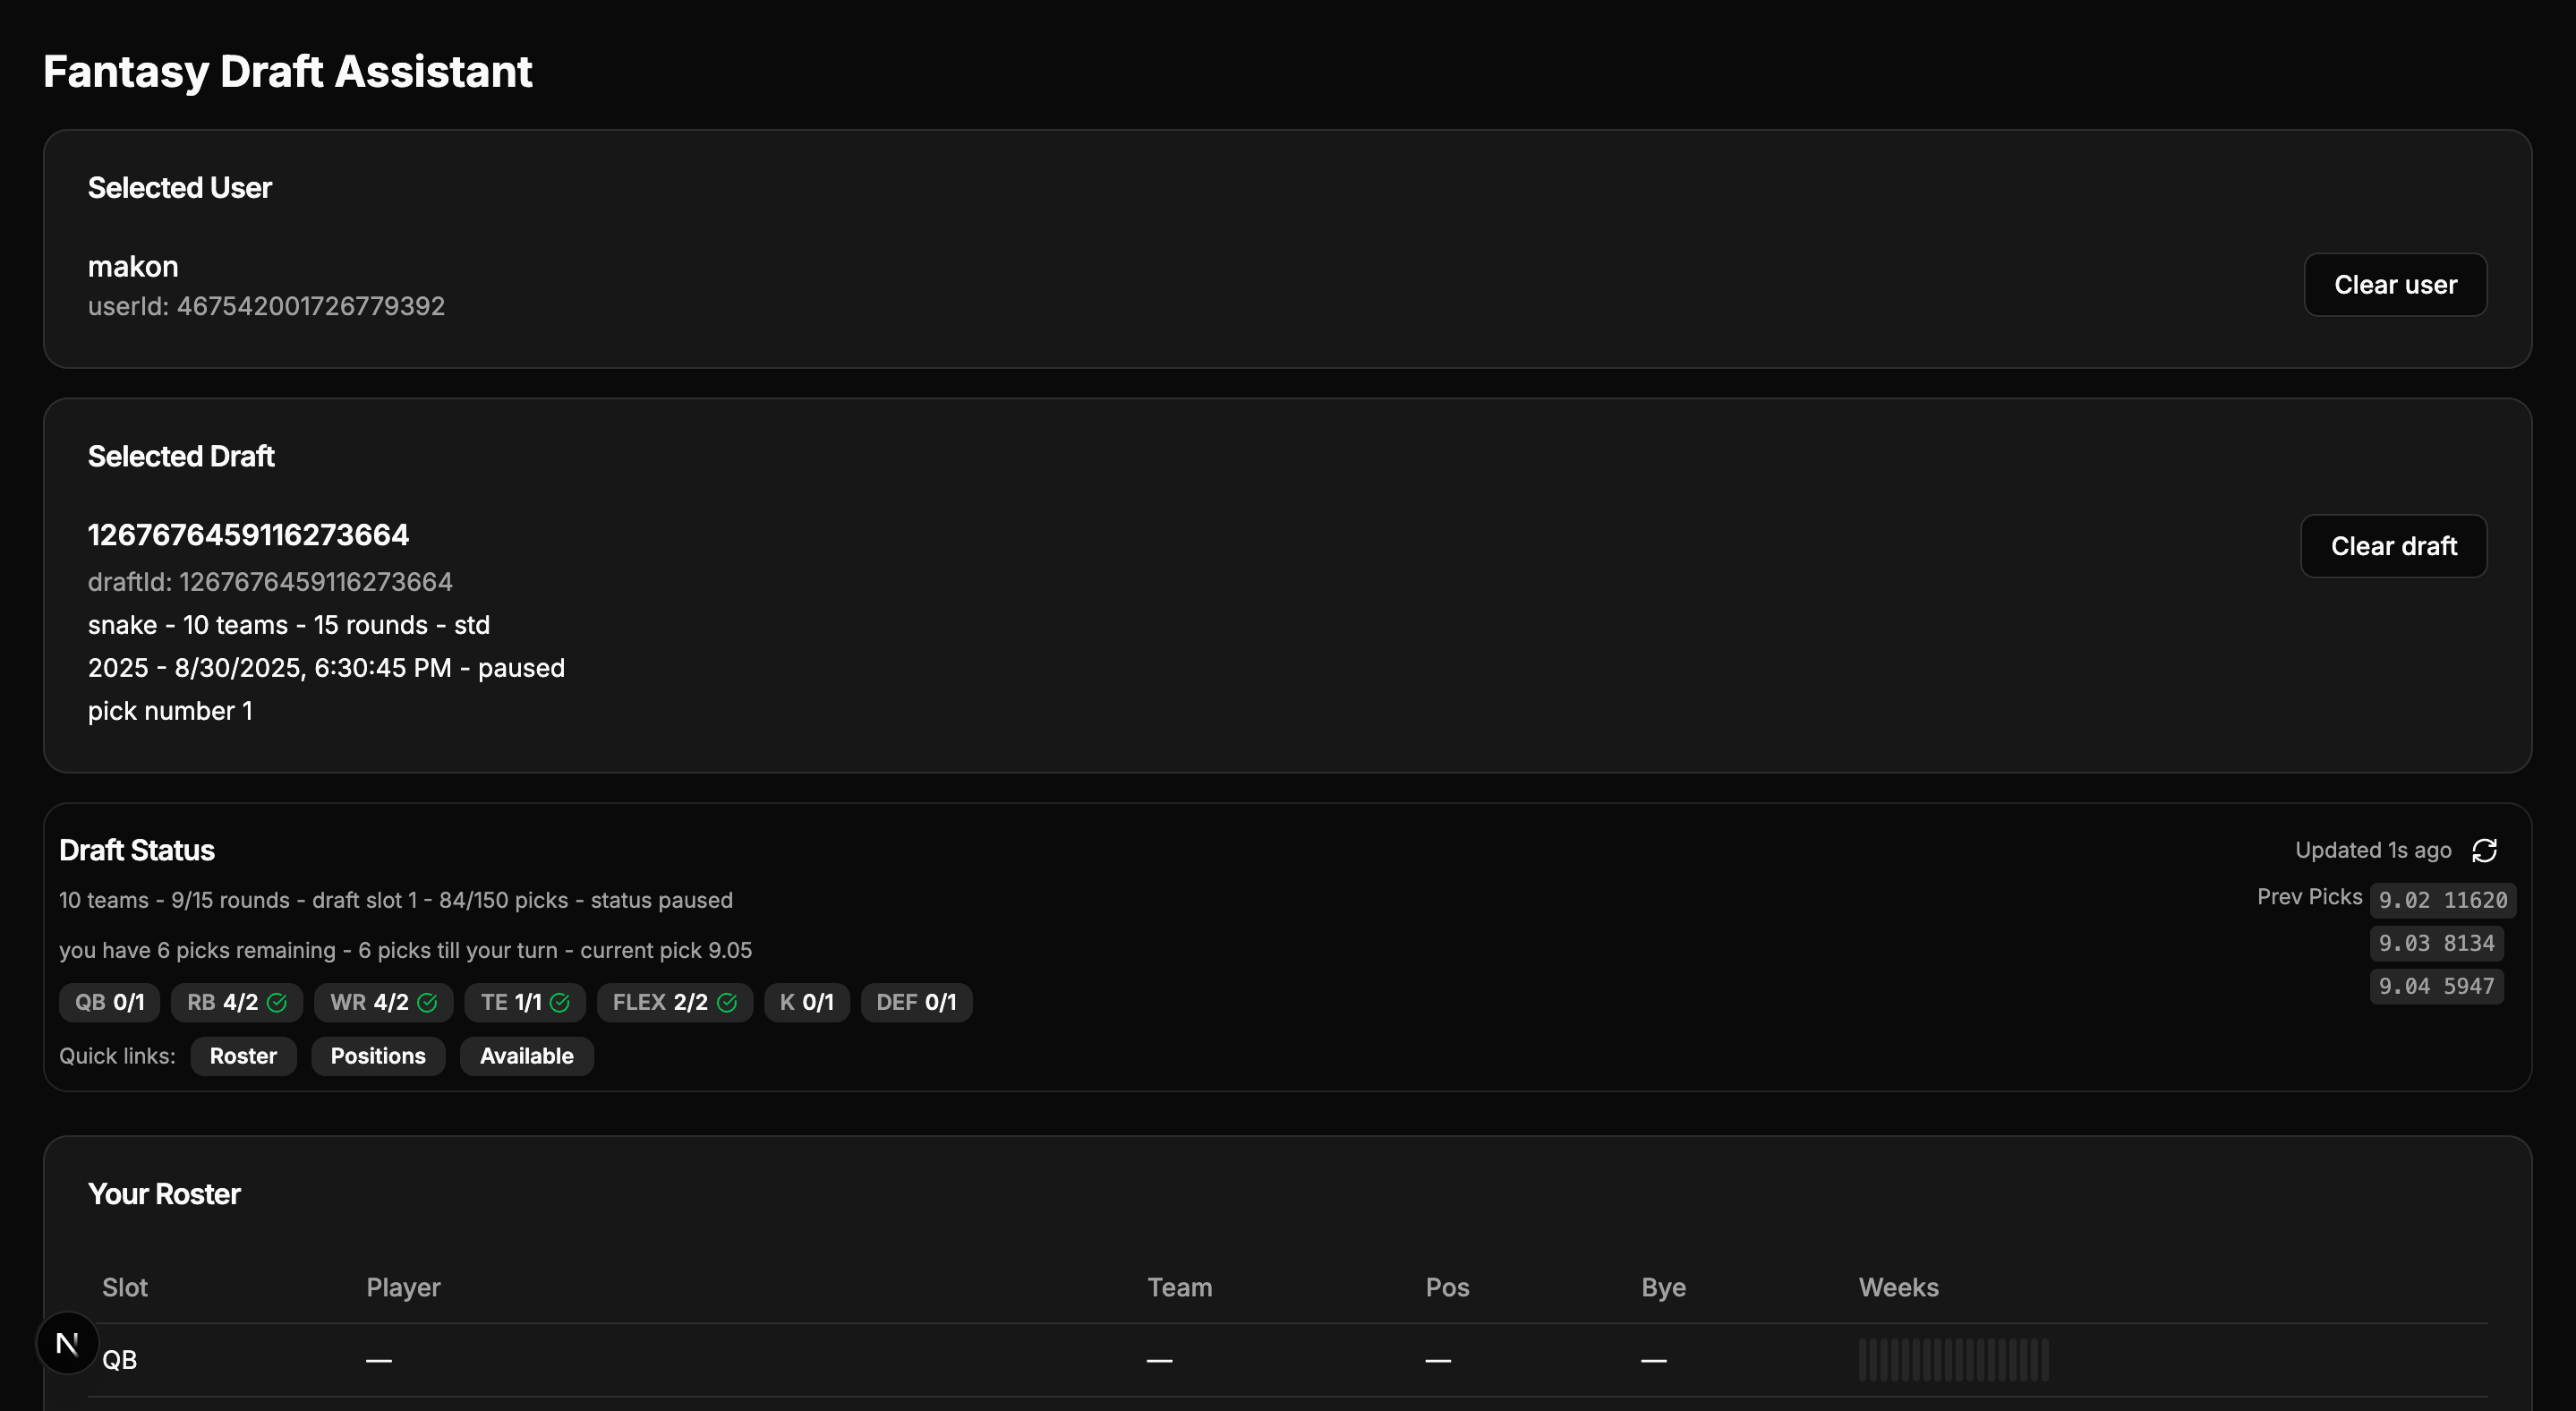 Fantasy Draft Assistant
Selected User
makon
userId: 467542001726779392
Clear user
Selected Draft
1267676459116273664
draftId: 1267676459116273664
snake - 10 teams - 15 rounds - std
2025 - 8/30/2025, 6:30:45 PM - paused
pick number 1
Clear draft
Draft Status
Updated 1s ago
10 teams - 9/15 rounds - draft slot 1 - 84/150 picks - status paused
you have 6 picks remaining - 6 picks till your turn - current pick 9.05
Prev Picks 9.02 11620
9.03 8134
9.04 5947
QB 0/1 RB 4/2 WR 4/2 TE 1/1 FLEX 2/2 K 0/1 DEF 0/1
Quick links: Roster Positions Available
Your Roster
Slot Player Team Pos Bye Weeks
N
QB — — — —